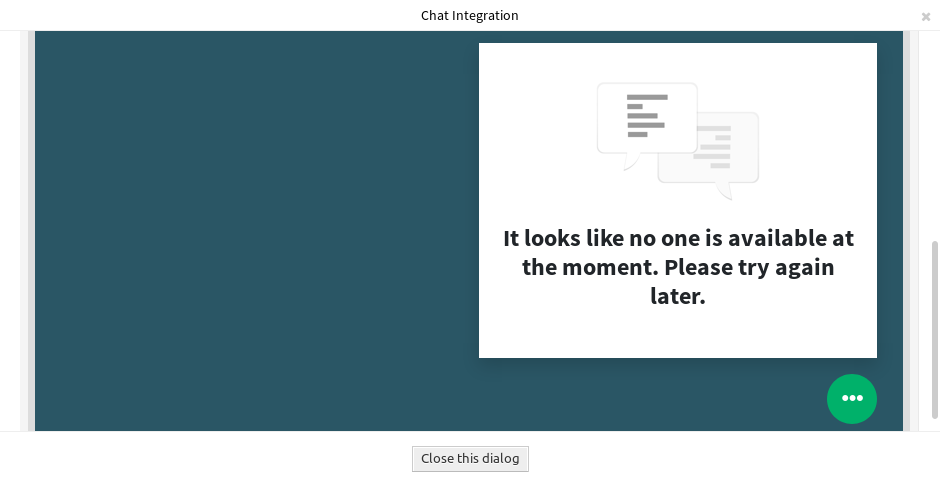 Chat Integration
It looks like no one is available at
the moment. Please try again
later.
Close this dialog